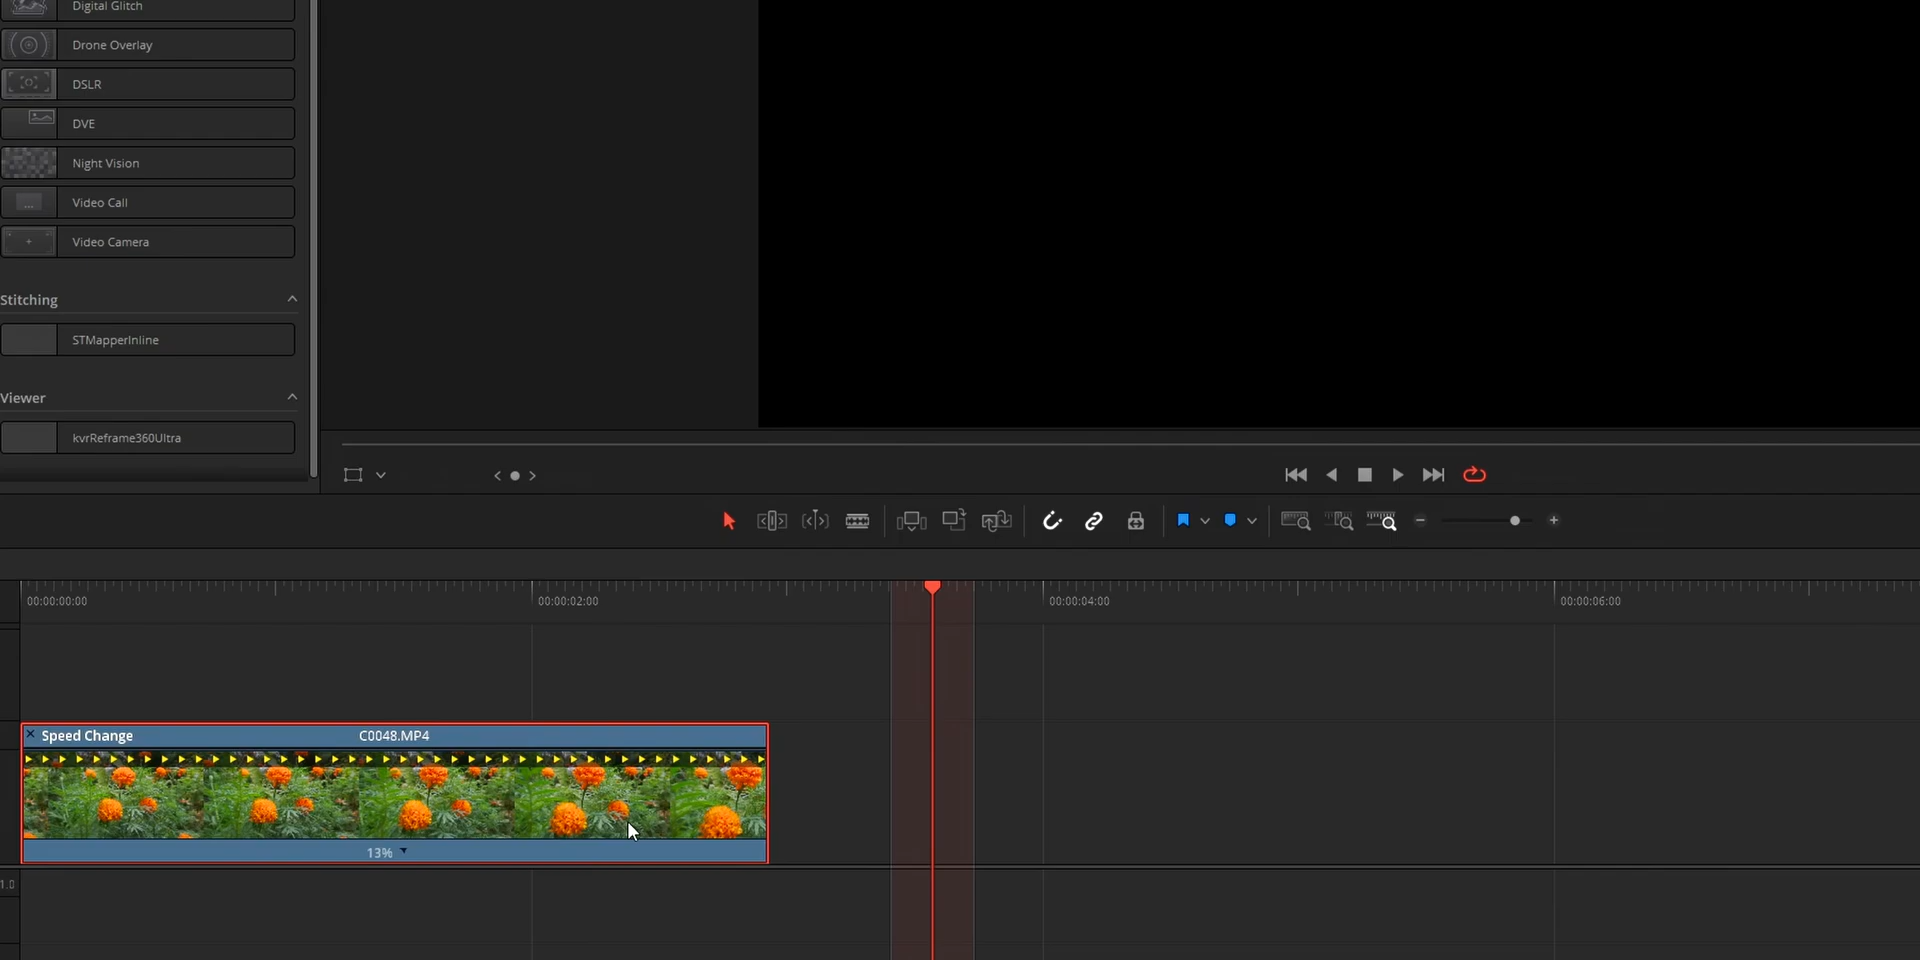 Digital Glitch
Drone Overlay
DSLR
DVE
Night Vision
Video Call
Video Camera
Stitching
STMapperInline
Viewer
kvrReframe360Ultra
00:00:00:00
00:00:02:00
00:00:04:00
00:00:06:00
Speed Change
C0048.MP4
13%
1.0